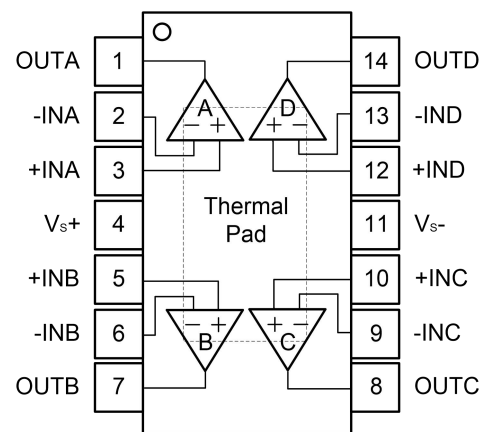 OUTA 1 14 OUTD
A D
-INA 2 13 -IND
− + + −
+INA 3 12 +IND
Thermal
Vs+ 4 11 Vs-
Pad
+INB 5 10 +INC
− + + −
-INB 6 9 -INC
B C
OUTB 7 8 OUTC